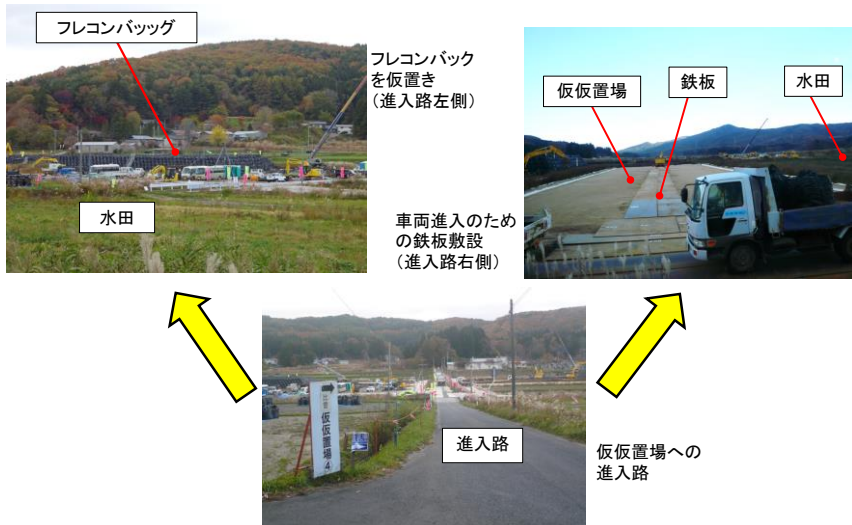 フレコンバッッグ
フレコンバック
を仮置き
(進入路左側)
水田
仮仮置場
鉄板
水田
車両進入のため
の鉄板敷設
(進入路右側)
仮仮置場4
進入路
仮仮置場への
進入路